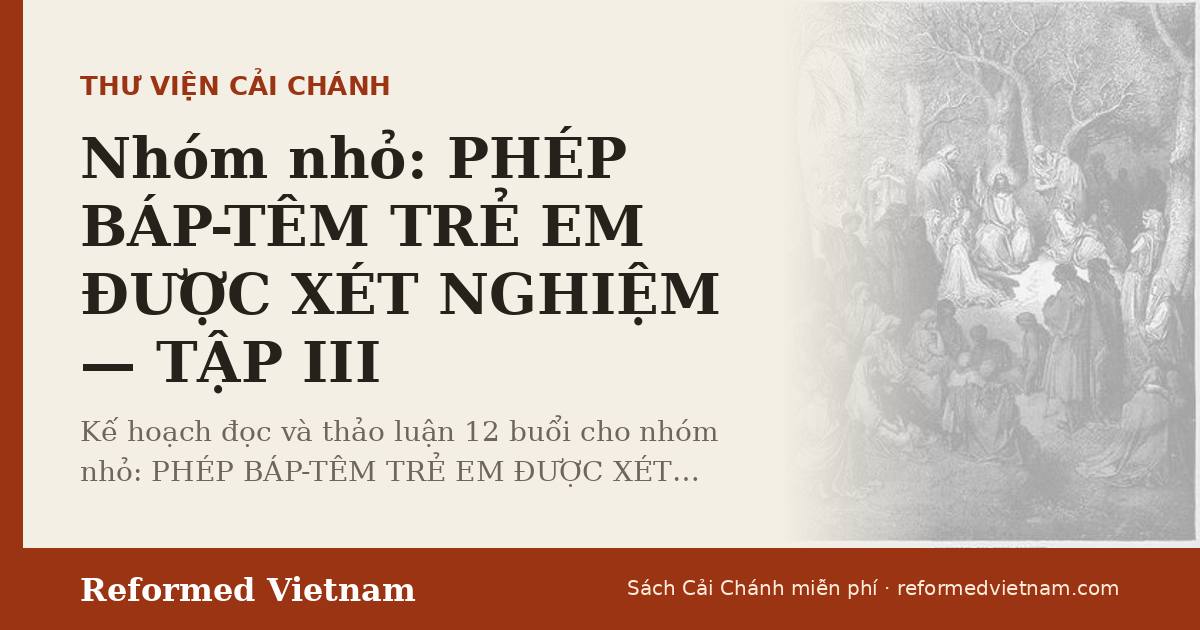 THƯ VIỆN CẢI CHÁNH
Nhóm nhỏ: PHÉP
BÁP-TÊM TRẺ EM
ĐƯỢC XÉT NGHIỆM
— TẬP III
Kế hoạch đọc và thảo luận 12 buổi cho nhóm
nhỏ: PHÉP BÁP-TÊM TRẺ EM ĐƯỢC XÉT...
Reformed Vietnam
Sách Cải Chánh miễn phí · reformedvietnam.com